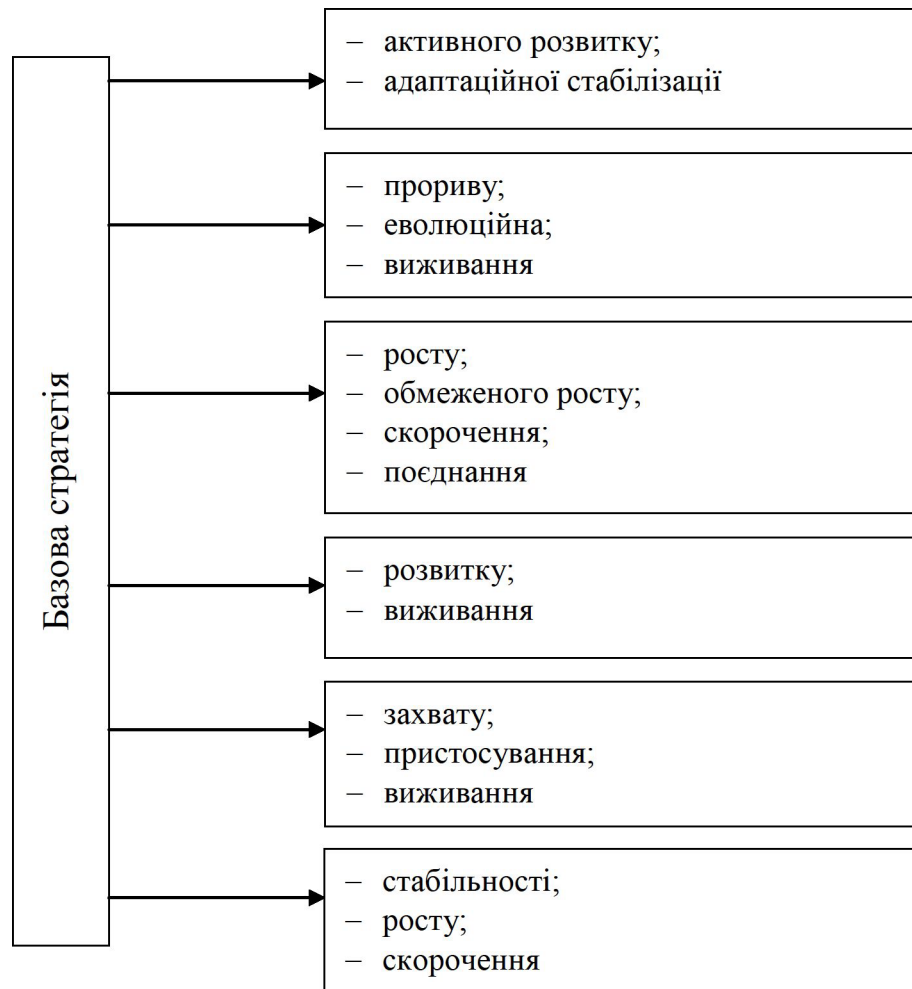 Базова стратегія
– активного розвитку;
– адаптаційної стабілізації
– прориву;
– еволюційна;
– виживання
– росту;
– обмеженого росту;
– скорочення;
– поєднання
– розвитку;
– виживання
– захвату;
– пристосування;
– виживання
– стабільності;
– росту;
– скорочення